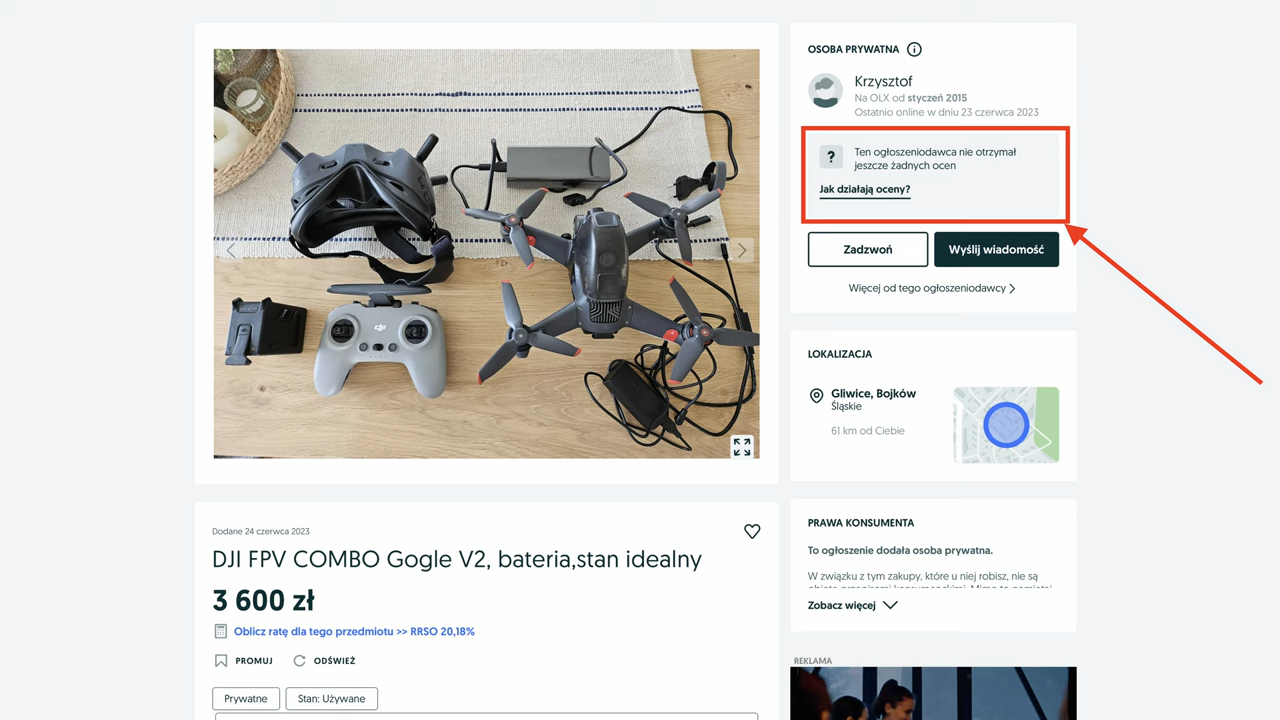 OSOBA PRYWATNA
Krzysztof
Na OLX od styczeń 2015
Ostatnio online w dniu 23 czerwca 2023
?
Ten ogłoszeniodawca nie otrzymał
jeszcze żadnych ocen
Jak działają oceny?
Zadzwoń
Wyślij wiadomość
Więcej od tego ogłoszeniodawcy
dji
LOKALIZACJA
Gliwice, Bojków
Śląskie
61 km od Ciebie
Dodane 24 czerwca 2023
DJI FPV COMBO Gogle V2, bateria,stan idealny
3 600 zł
Oblicz ratę dla tego przedmiotu >> RRSO 20,18%
PROMUJ
ODŚWIEŻ
Prywatne
Stan: Używane
PRAWA KONSUMENTA
To ogłoszenie dodała osoba prywatna.
W związku z tym zakupy, które u niej robisz, nie są
Zobacz więcej
REKLAMA